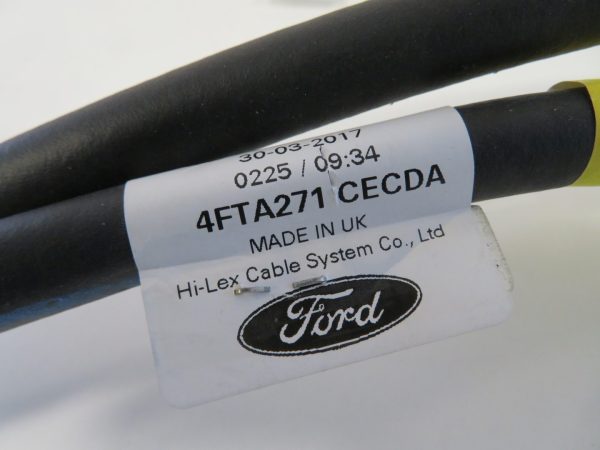 30-03-2017
0225 / 09:34
4FTA271 CECDA
MADE IN UK
Hi-Lex Cable System Co., Ltd
Ford